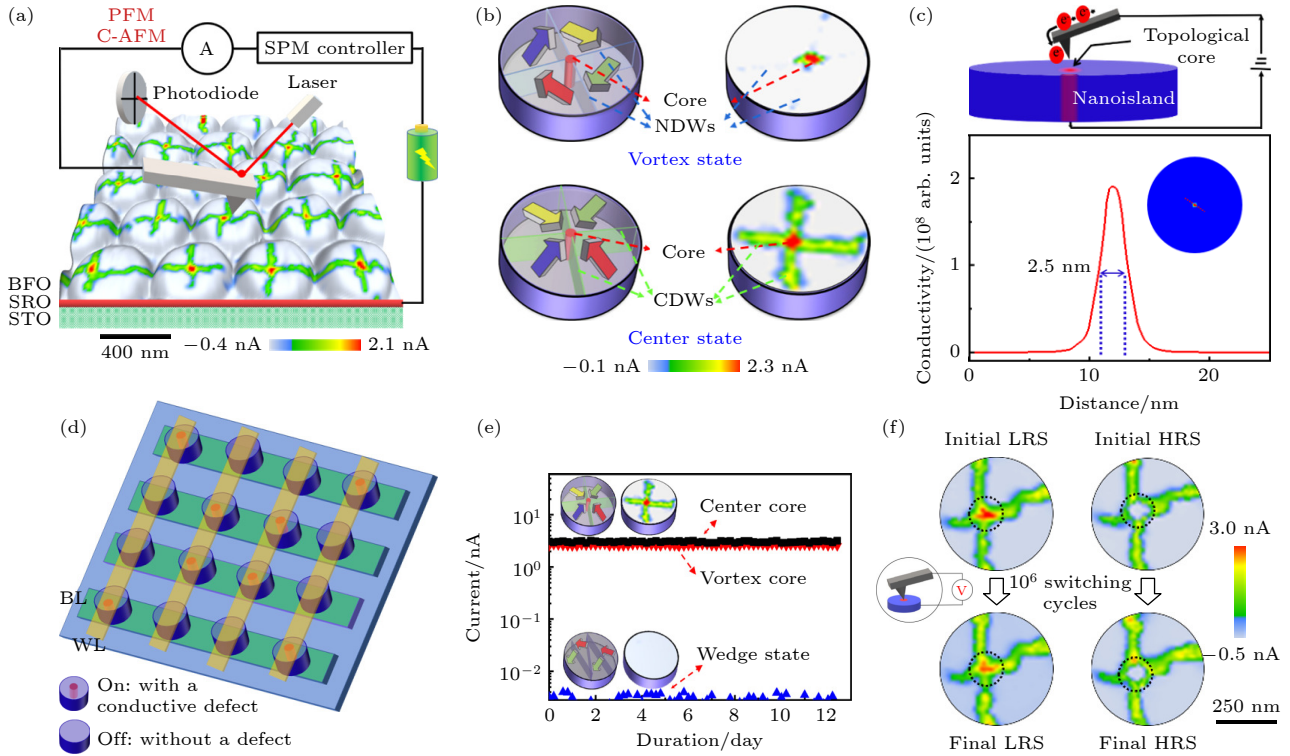 (a)
PFM
C-AFM
A
SPM controller
Photodiode
Laser
BFO
SRO
STO
400 nm
−0.4 nA
2.1 nA
(b)
Core
NDWs
Vortex state
Core
CDWs
Center state
−0.1 nA
2.3 nA
(c)
e
e
e
e
Topological
core
Nanoisland
Conductivity/(10⁸ arb. units)
2
1
0
2.5 nm
0
10
20
Distance/nm
(d)
BL
WL
On: with a
conductive defect
Off: without a defect
(e)
Current/nA
10¹
10⁰
10⁻¹
10⁻²
Center core
Vortex core
Wedge state
0
2
4
6
8
10
12
Duration/day
(f)
Initial LRS
Initial HRS
V
10⁶ switching
cycles
3.0 nA
−0.5 nA
Final LRS
Final HRS
250 nm